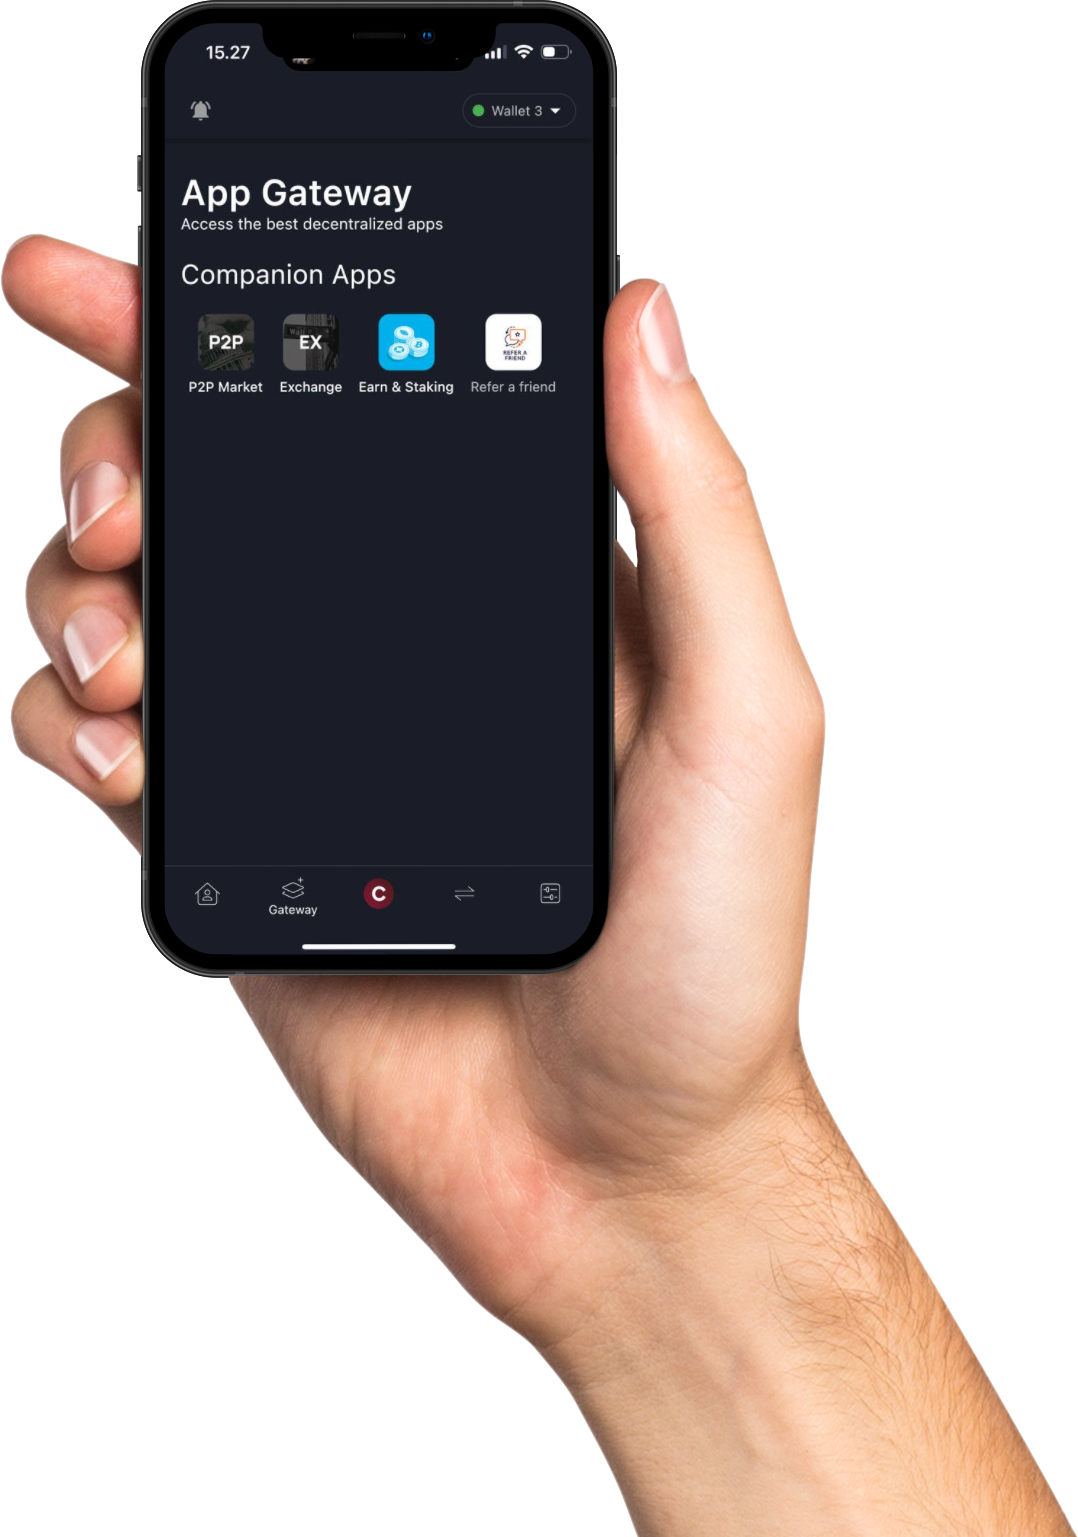 15.27
Wallet 3
App Gateway
Access the best decentralized apps
Companion Apps
P2P
EX
REFER A
FRIEND
P2P Market
Exchange
Earn & Staking
Refer a friend
C
Gateway